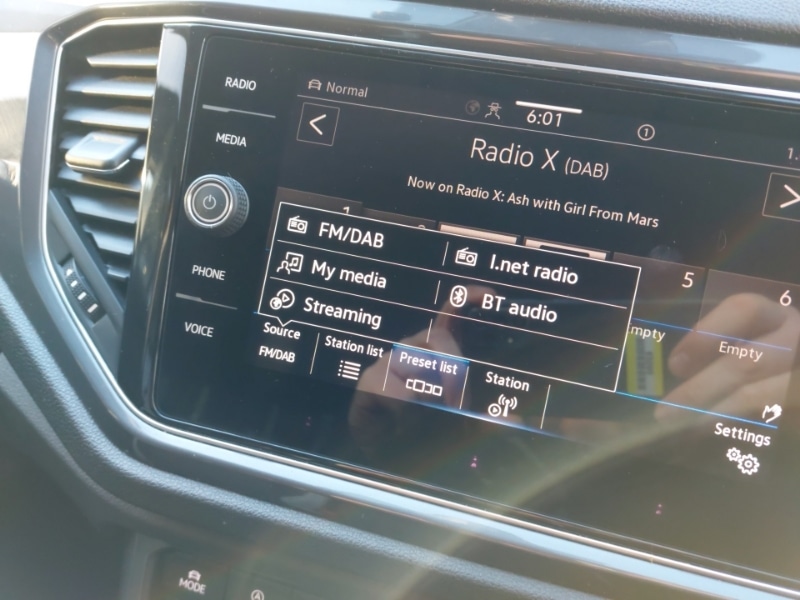 RADIO
MEDIA
PHONE
VOICE
Normal
6:01
1
Radio X (DAB)
Now on Radio X: Ash with Girl From Mars
5
6
Empty
FM/DAB
I.net radio
My media
BT audio
Streaming
Source
FM/DAB
Station list
Preset list
Station
Settings
MODE
A